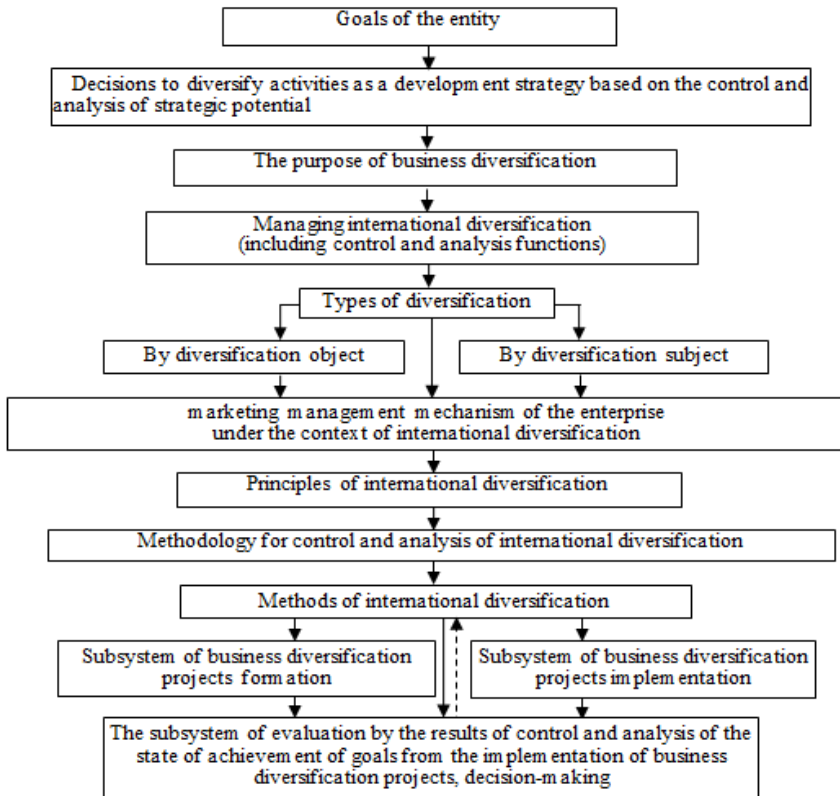 Goals of the entity
Decisions to diversify activities as a development strategy based on the control and
analysis of strategic potential
The purpose of business diversification
Managing international diversification
(including control and analysis functions)
Types of diversification
By diversification object
By diversification subject
marketing management mechanism of the enterprise
under the context of international diversification
Principles of international diversification
Methodology for control and analysis of international diversification
Methods of international diversification
Subsystem of business diversification
projects formation
Subsystem of business diversification
projects implementation
The subsystem of evaluation by the results of control and analysis of the
state of achievement of goals from the implementation of business
diversification projects, decision-making